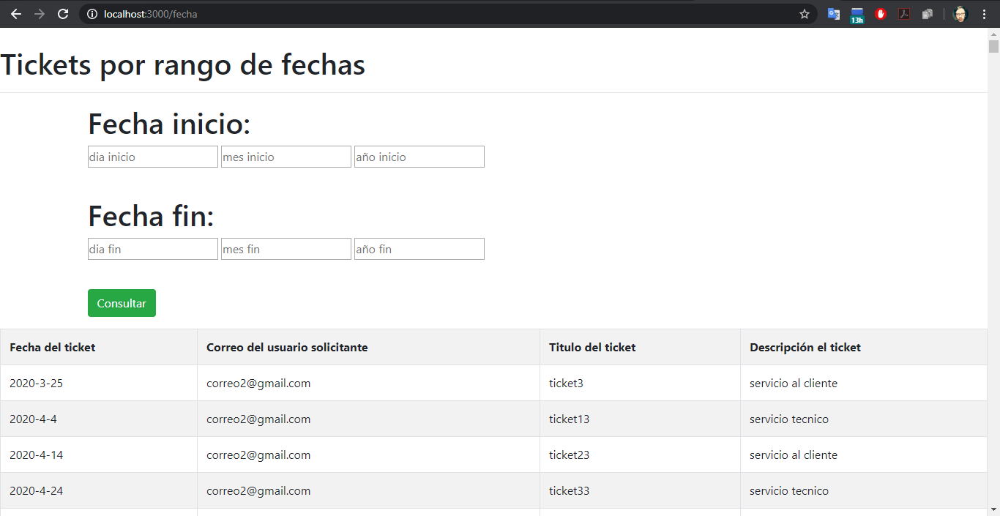 localhost:3000/fecha
13h
Tickets por rango de fechas
Fecha inicio:
dia inicio mes inicio año inicio
Fecha fin:
dia fin mes fin año fin
Consultar
Fecha del ticket Correo del usuario solicitante Titulo del ticket Descripción el ticket
2020-3-25 correo2@gmail.com ticket3 servicio al cliente
2020-4-4 correo2@gmail.com ticket13 servicio tecnico
2020-4-14 correo2@gmail.com ticket23 servicio al cliente
2020-4-24 correo2@gmail.com ticket33 servicio tecnico